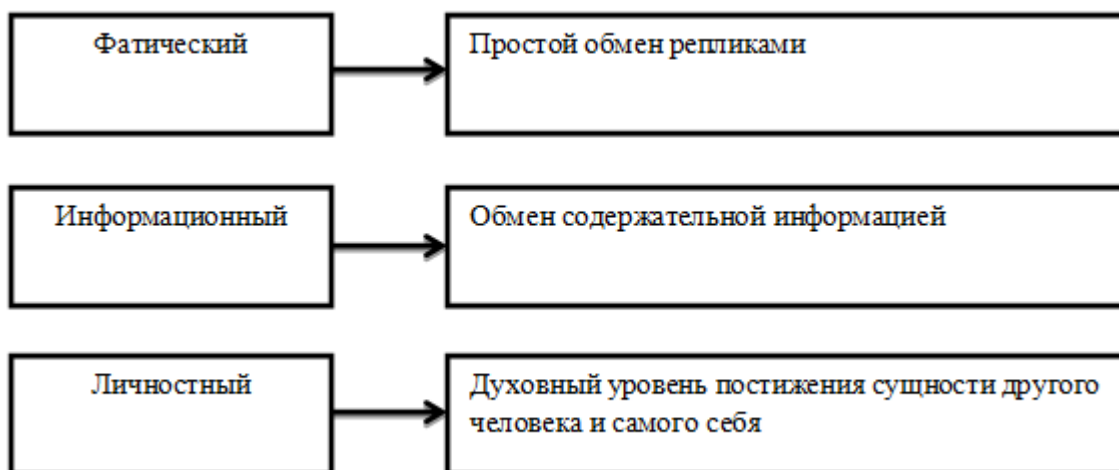 Фатический
Простой обмен репликами
Информационный
Обмен содержательной информацией
Личностный
Духовный уровень постижения сущности другого
человека и самого себя